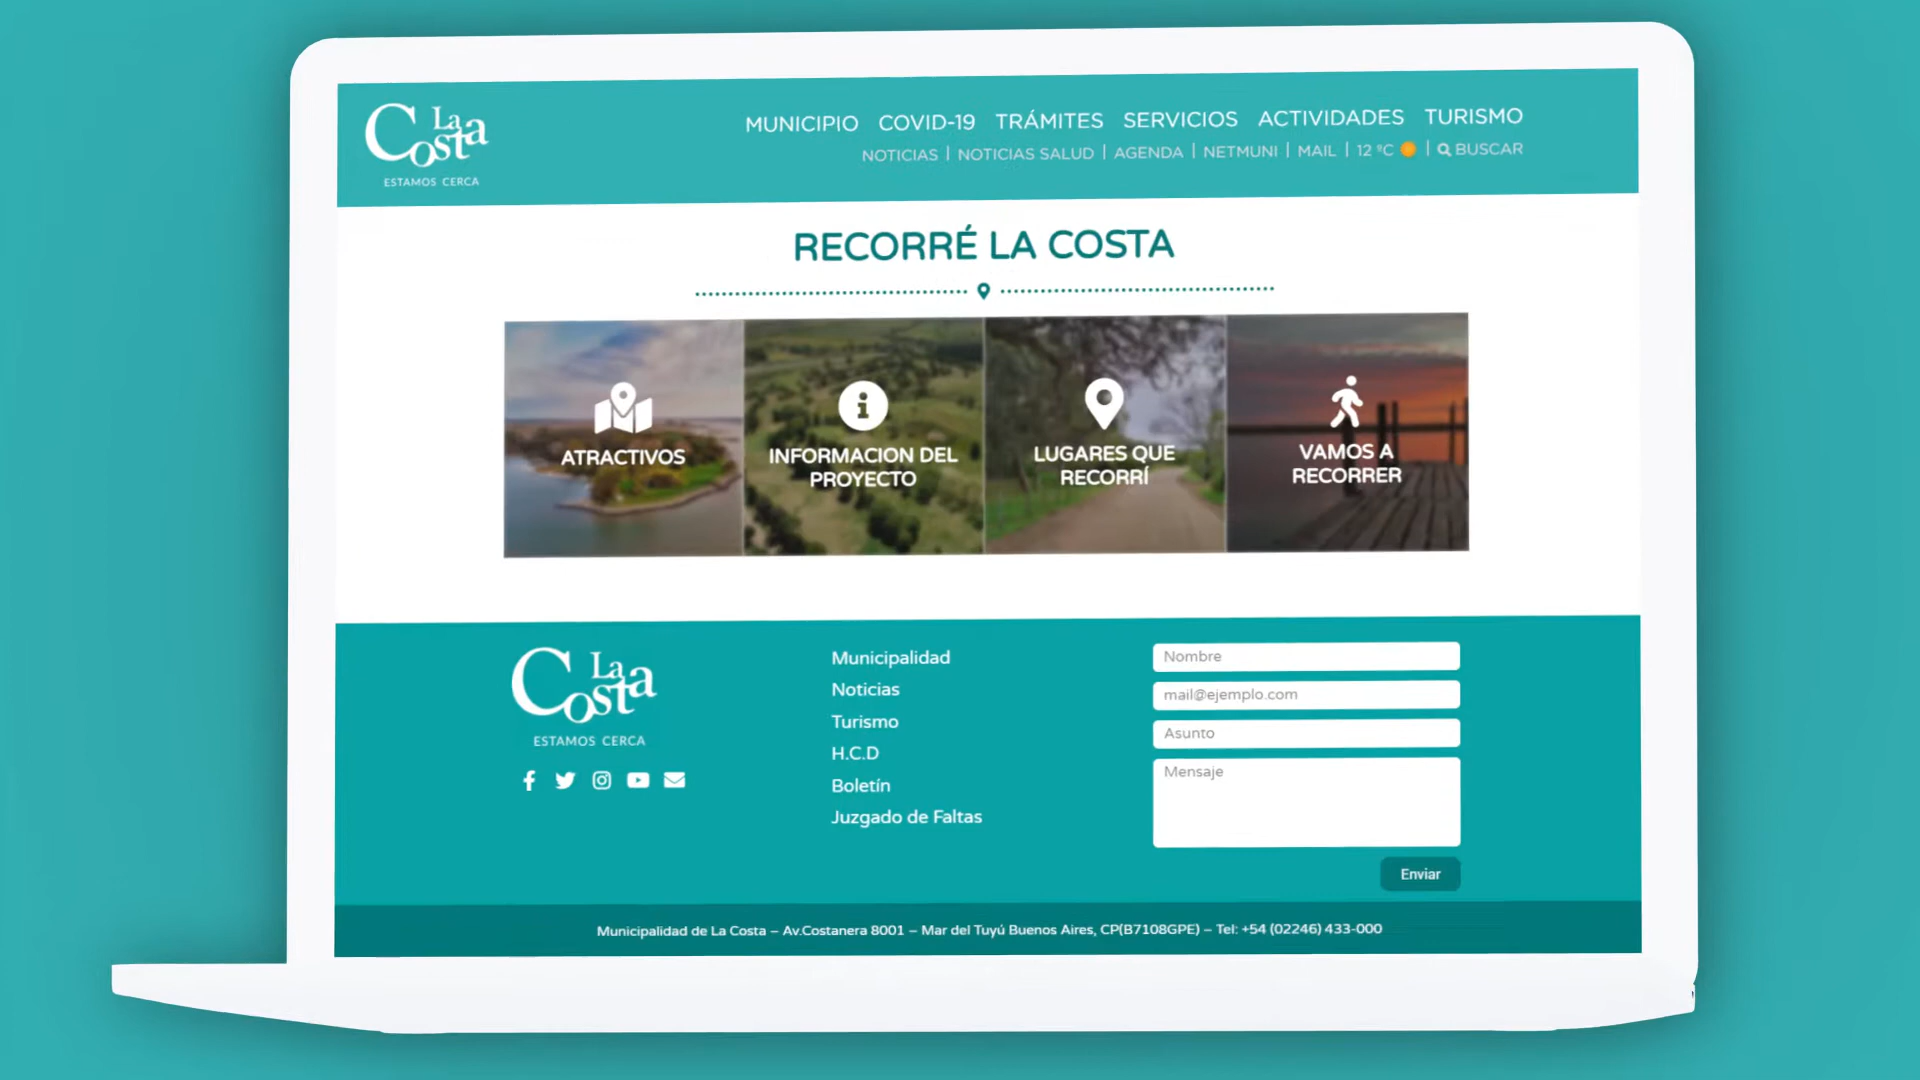 La Costa
ESTAMOS CERCA
MUNICIPIO COVID-19 TRÁMITES SERVICIOS ACTIVIDADES TURISMO
NOTICIAS | NOTICIAS SALUD | AGENDA | NETMUNI | MAIL | 12 ºC | BUSCAR
RECORRÉ LA COSTA
ATRACTIVOS
INFORMACION DEL
PROYECTO
LUGARES QUE
RECORRÍ
VAMOS A
RECORRER
La Costa
ESTAMOS CERCA
Municipalidad
Noticias
Turismo
H.C.D
Boletín
Juzgado de Faltas
Nombre
mail@ejemplo.com
Asunto
Mensaje
Enviar
Municipalidad de La Costa – Av.Costanera 8001 – Mar del Tuyú Buenos Aires, CP(B7108GPE) – Tel: +54 (02246) 433-000